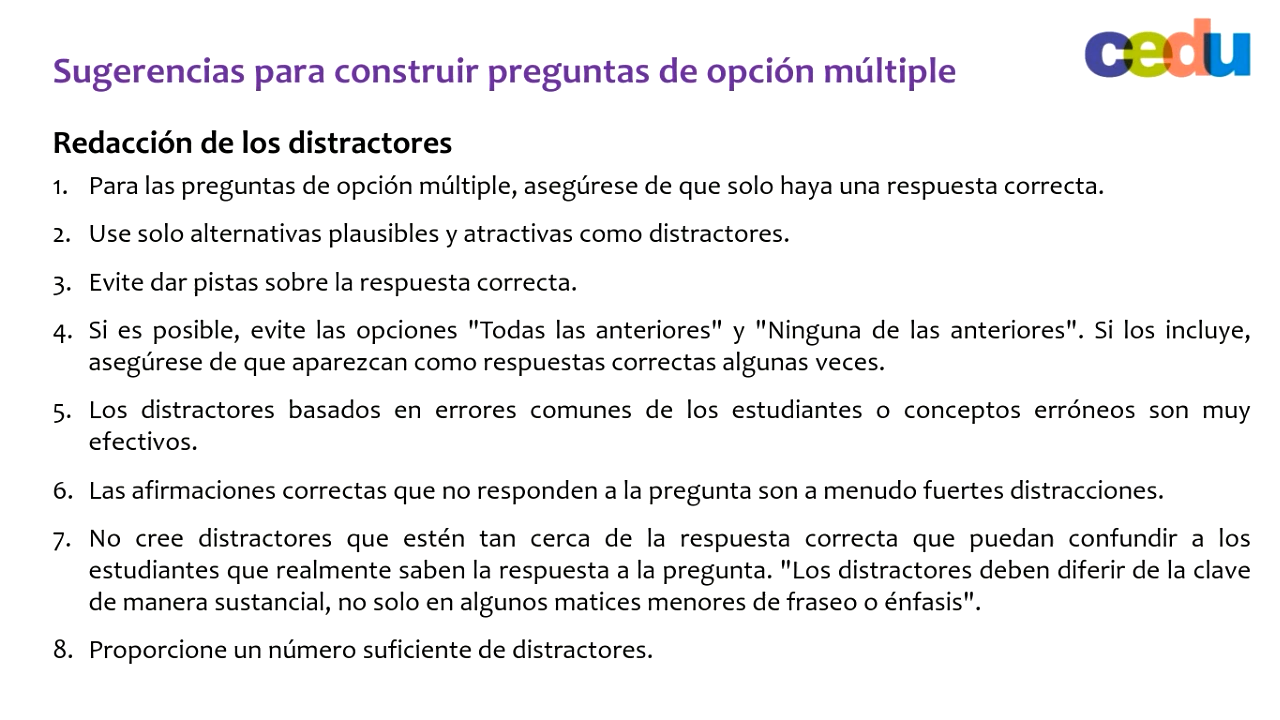 cedu
Sugerencias para construir preguntas de opción múltiple
Redacción de los distractores
1. Para las preguntas de opción múltiple, asegúrese de que solo haya una respuesta correcta.
2. Use solo alternativas plausibles y atractivas como distractores.
3. Evite dar pistas sobre la respuesta correcta.
4. Si es posible, evite las opciones "Todas las anteriores" y "Ninguna de las anteriores". Si los incluye,
asegúrese de que aparezcan como respuestas correctas algunas veces.
5. Los distractores basados en errores comunes de los estudiantes o conceptos erróneos son muy
efectivos.
6. Las afirmaciones correctas que no responden a la pregunta son a menudo fuertes distracciones.
7. No cree distractores que estén tan cerca de la respuesta correcta que puedan confundir a los
estudiantes que realmente saben la respuesta a la pregunta. "Los distractores deben diferir de la clave
de manera sustancial, no solo en algunos matices menores de fraseo o énfasis".
8. Proporcione un número suficiente de distractores.